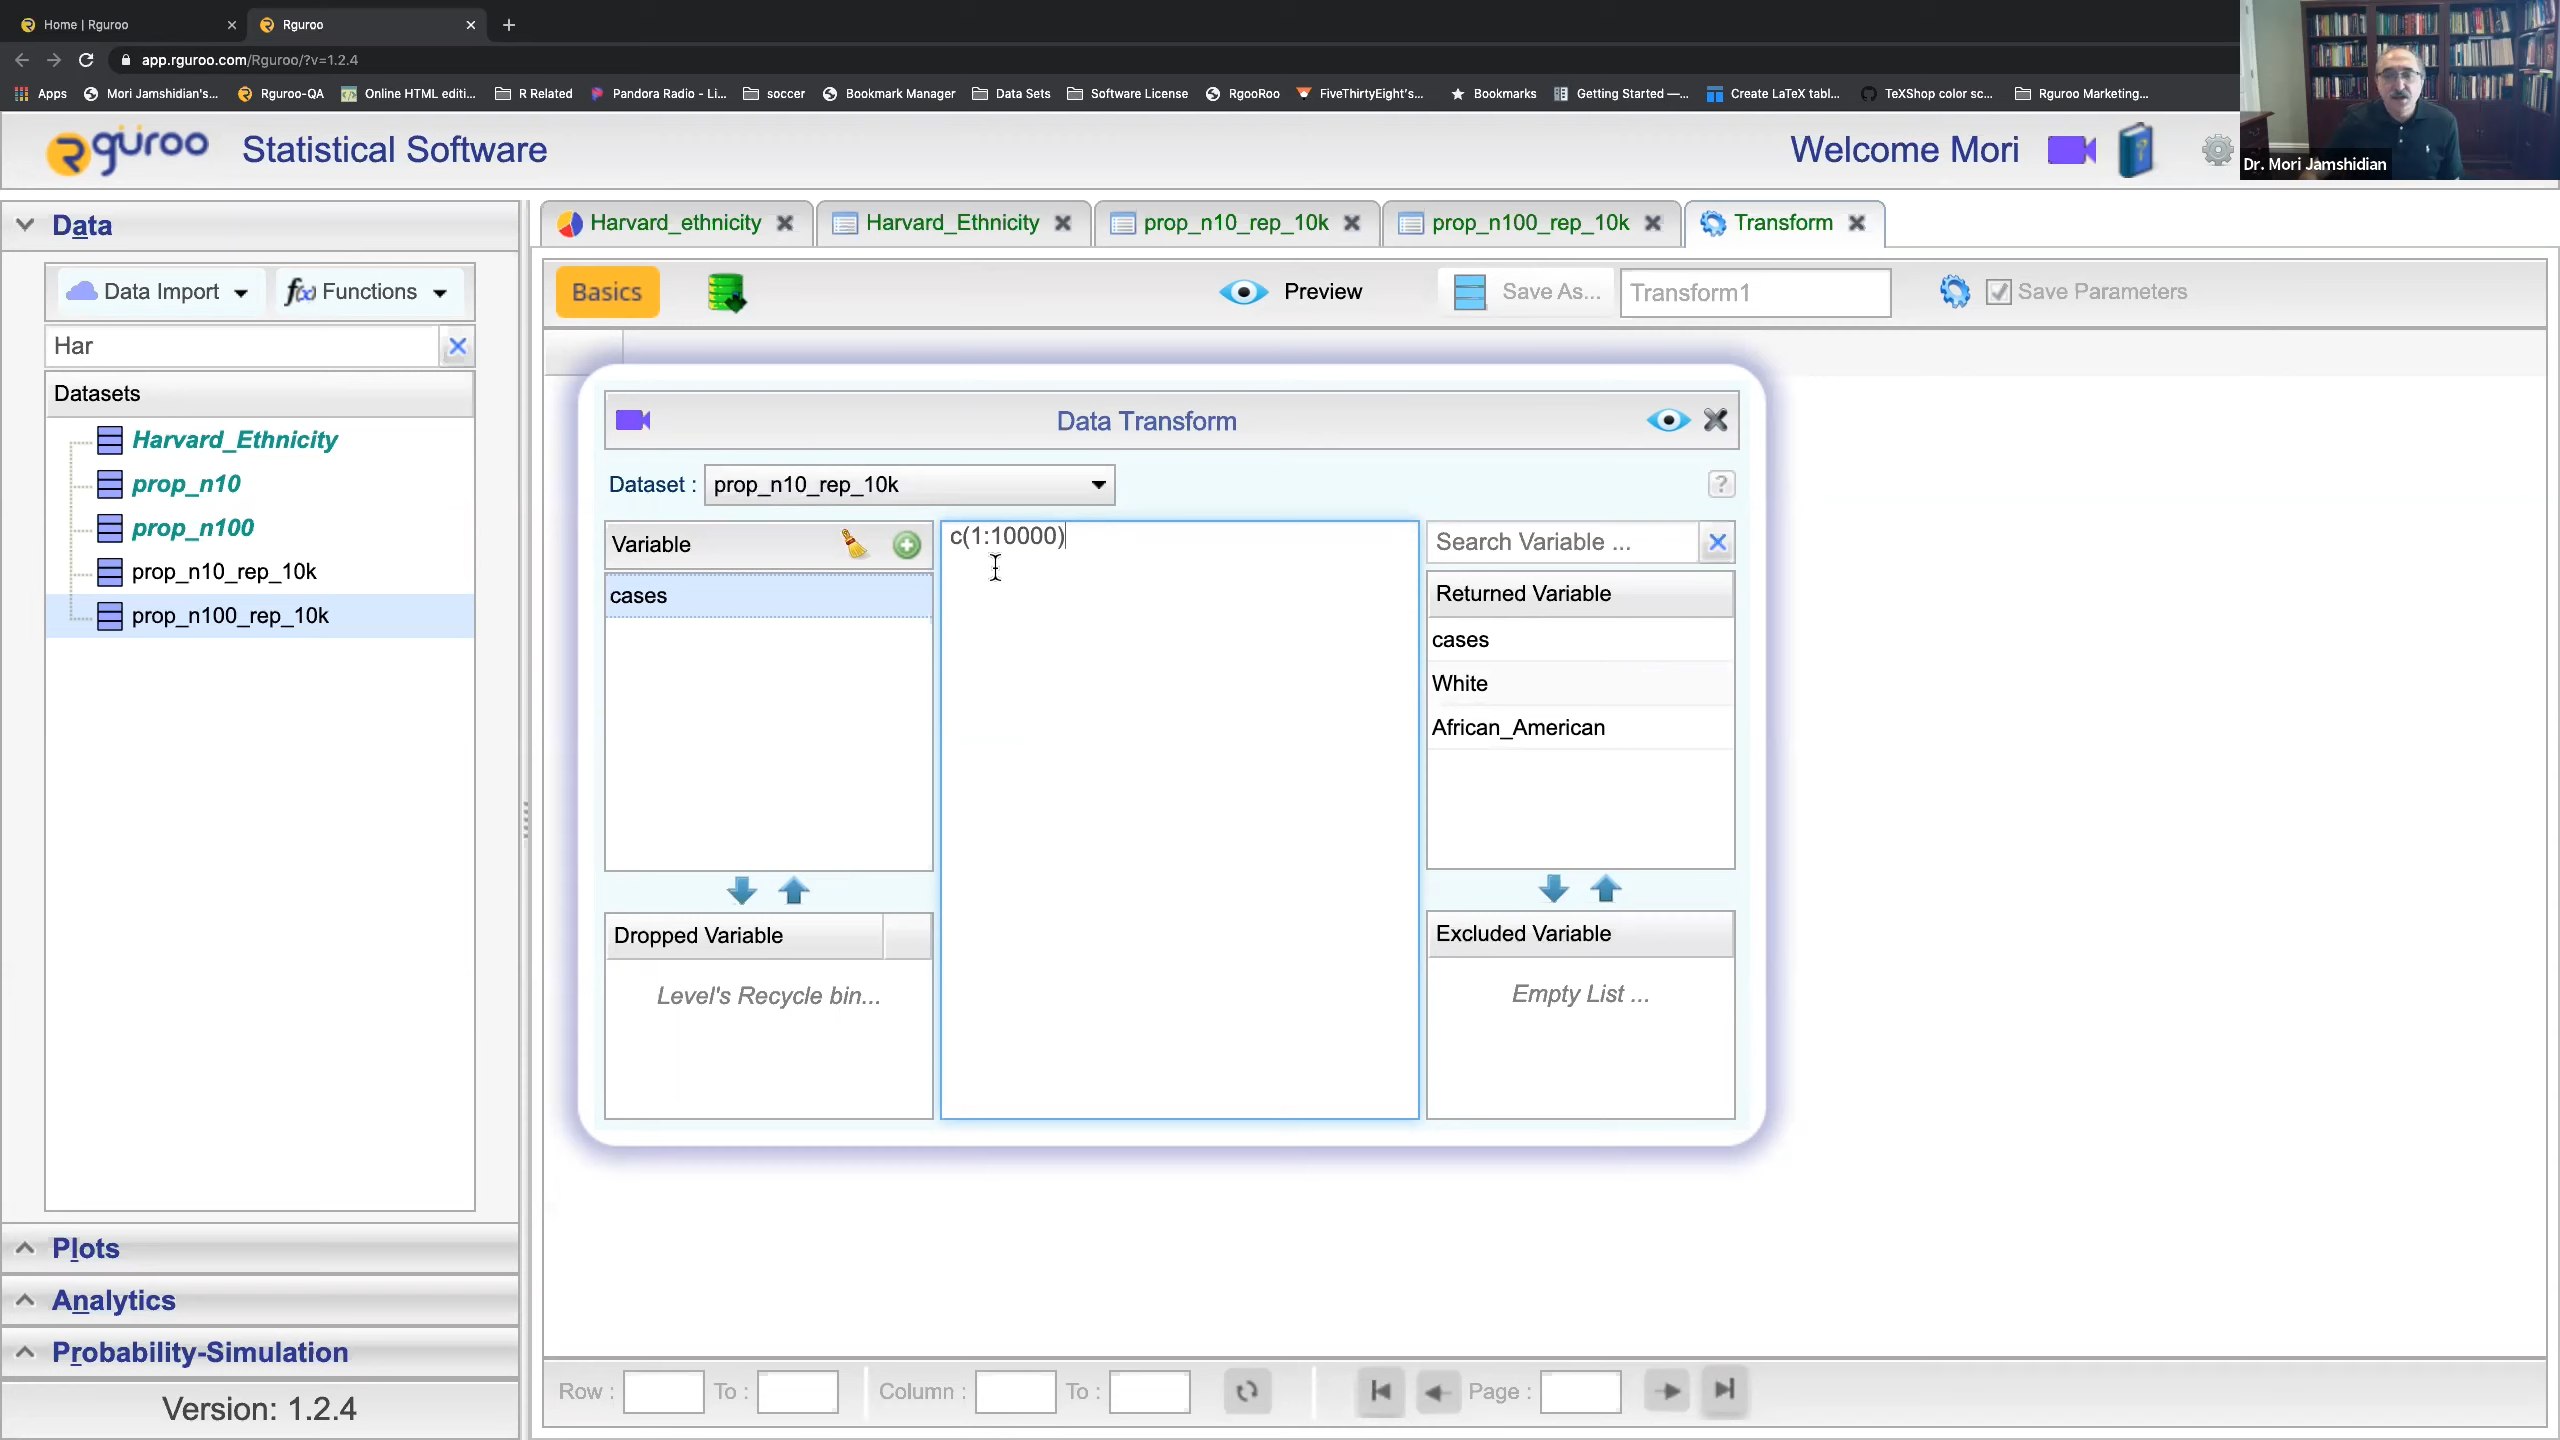 Home | Rguroo
Rguroo
app.rguroo.com/Rguroo/?v=1.2.4
Apps
Mori Jamshidian's...
Rguroo-QA
Online HTML editi...
R Related
Pandora Radio - Li...
soccer
Bookmark Manager
Data Sets
Software License
RgooRoo
FiveThirtyEight's...
Bookmarks
Getting Started —...
Create LaTeX tabl...
TeXShop color sc...
Rguroo Marketing...
rgüroo
Statistical Software
Welcome Mori
Dr. Mori Jamshidian
Data
Harvard_ethnicity
Harvard_Ethnicity
prop_n10_rep_10k
prop_n100_rep_10k
Transform
Data Import
f(x) Functions
Basics
Preview
Save As...
Transform1
Save Parameters
Har
Datasets
Harvard_Ethnicity
prop_n10
prop_n100
prop_n10_rep_10k
prop_n100_rep_10k
Data Transform
Dataset :
prop_n10_rep_10k
?
Variable
c(1:10000)
Search Variable ...
cases
Returned Variable
cases
White
African_American
Dropped Variable
Excluded Variable
Level's Recycle bin...
Empty List ...
Plots
Analytics
Probability-Simulation
Version: 1.2.4
Row :
To :
Column :
To :
Page :